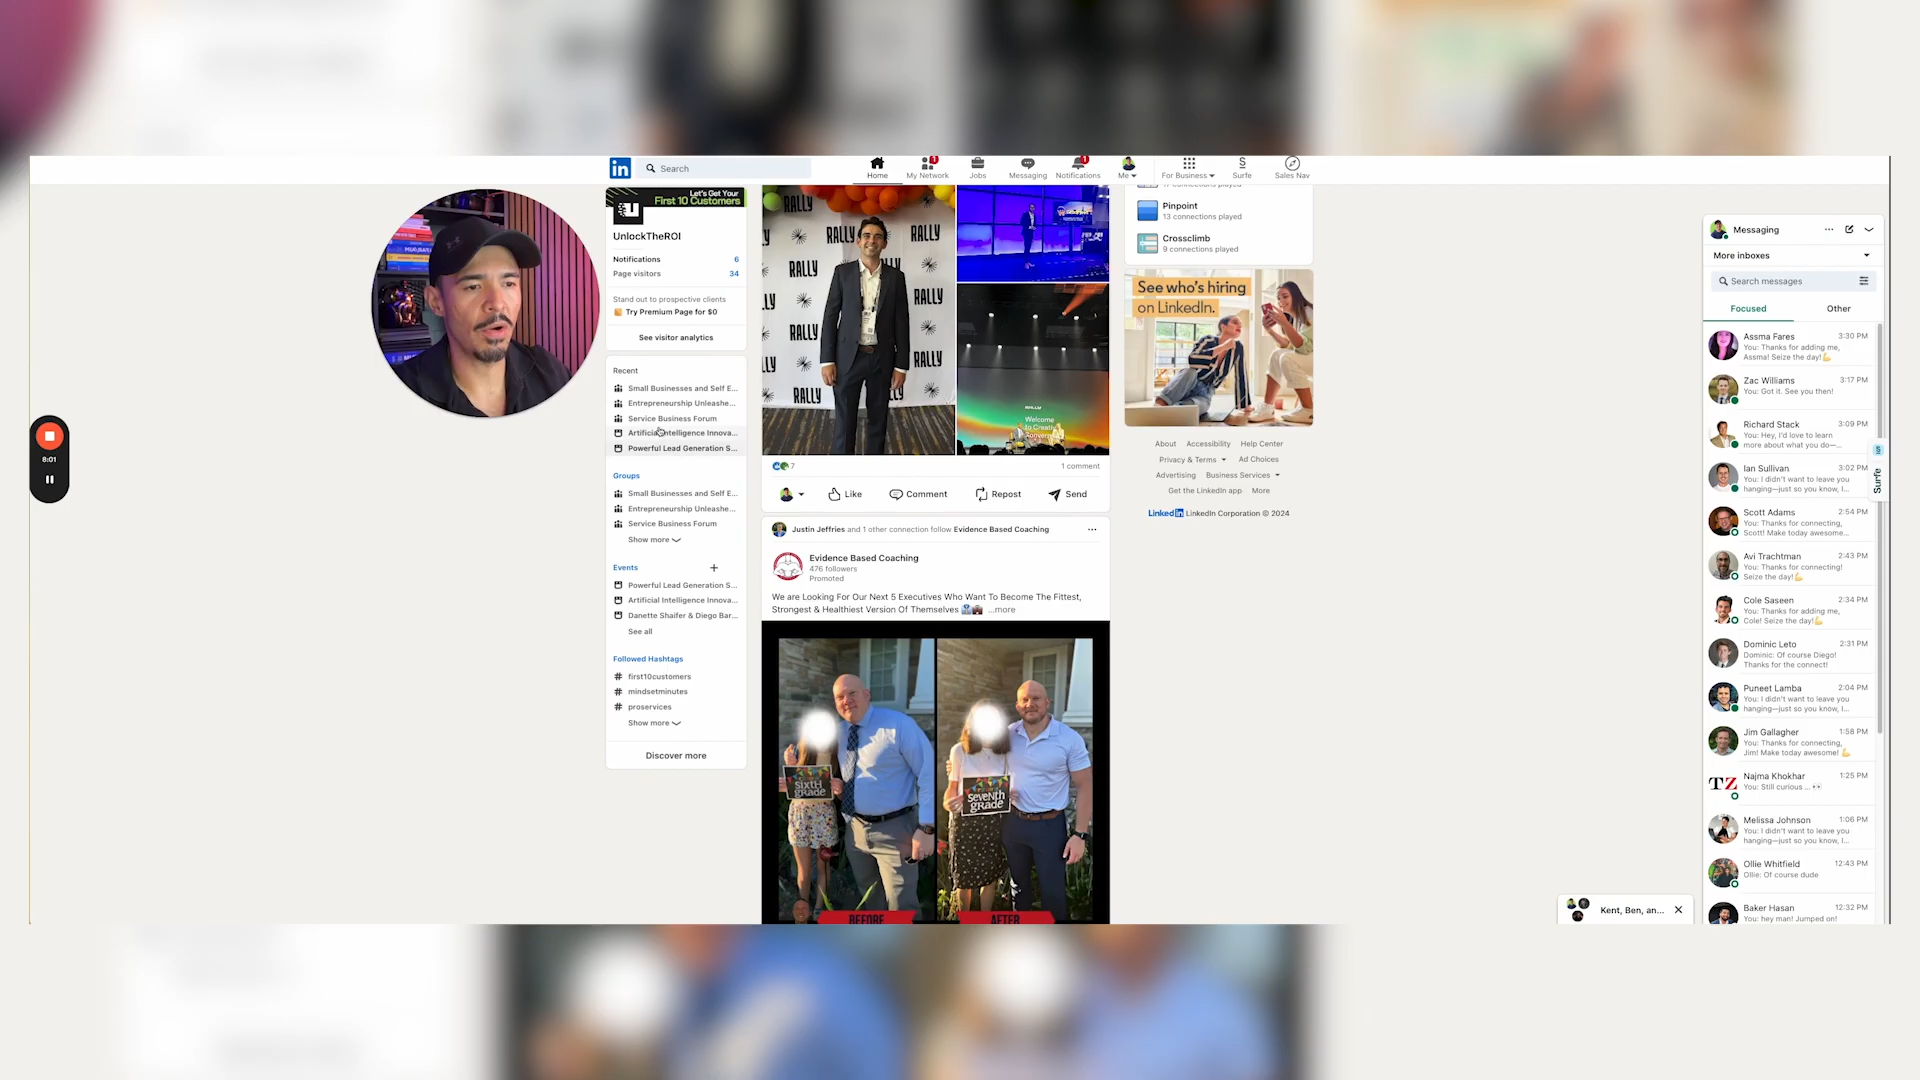 in
Search
Home
My Network
Jobs
Messaging
Notifications
Me
For Business
Surfe
Sales Nav
1
1
Let's Get Your
First 10 Customers
UnlockTheROI
Notifications 6
Page visitors 34
Stand out to prospective clients
Try Premium Page for $0
See visitor analytics
Recent
Small Businesses and Self E...
Entrepreneurship Unleashe...
Service Business Forum
Artificial Intelligence Innova...
Powerful Lead Generation S...
Groups
Small Businesses and Self E...
Entrepreneurship Unleashe...
Service Business Forum
Show more
Events
Powerful Lead Generation S...
Artificial Intelligence Innova...
Danette Shaifer & Diego Bar...
See all
Followed Hashtags
# first10customers
# mindsetminutes
# proservices
Show more
Discover more
8:01
RALLY
RALLY
RALLY
RALLY
RALLY
RALLY
RALLY
RALLY
RALLY
Welcome
7
1 comment
Like
Comment
Repost
Send
Justin Jeffries and 1 other connection follow Evidence Based Coaching
Evidence Based Coaching
476 followers
Promoted
We are Looking For Our Next 5 Executives Who Want To Become The Fittest,
Strongest & Healthiest Version Of Themselves ...more
SIXTH
GRADE
SEVENTH
GRADE
BEFORE
AFTER
Pinpoint
13 connections played
Crossclimb
9 connections played
See who's hiring
on LinkedIn.
About Accessibility Help Center
Privacy & Terms Ad Choices
Advertising Business Services
Get the LinkedIn app More
LinkedIn LinkedIn Corporation © 2024
Messaging
More inboxes
Search messages
Focused
Other
Assma Fares 3:30 PM
You: Thanks for adding me,
Assma! Seize the day!💪
Zac Williams 3:17 PM
You: Got it. See you then!
Richard Stack 3:09 PM
You: Hey, I'd love to learn
more about what you do—...
Ian Sullivan 3:02 PM
You: I didn't want to leave you
hanging—just so you know, I...
Scott Adams 2:54 PM
You: Thanks for connecting,
Scott! Make today awesome...
Avi Trachtman 2:43 PM
You: Thanks for connecting!
Seize the day!💪
Cole Saseen 2:34 PM
You: Thanks for adding me,
Cole! Seize the day!💪
Dominic Leto 2:31 PM
Dominic: Of course Diego!
Thanks for the connect!
Puneet Lamba 2:04 PM
You: I didn't want to leave you
hanging—just so you know, I...
Jim Gallagher 1:58 PM
You: Thanks for connecting,
Jim! Make today awesome! 💪
TZ
Najma Khokhar 1:25 PM
You: Still curious ... 👀
Melissa Johnson 1:06 PM
You: I didn't want to leave you
hanging—just so you know, I...
Ollie Whitfield 12:43 PM
Ollie: Of course dude
Baker Hasan 12:32 PM
You: hey man! Jumped on!
Surfe
Kent, Ben, an...